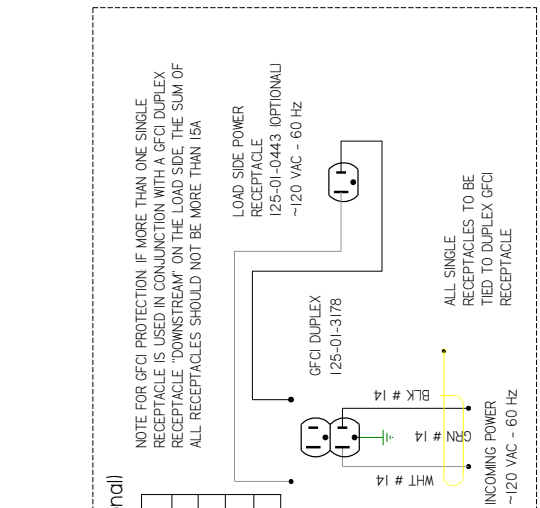 NOTE FOR GFCI PROTECTION: IF MORE THAN ONE SINGLE
RECEPTACLE IS USED IN CONJUNCTION WITH A GFCI DUPLEX
RECEPTACLE "DOWNSTREAM" ON THE LOAD SIDE, THE SUM OF
ALL RECEPTACLES SHOULD NOT BE MORE THAN 15A
LOAD SIDE POWER
RECEPTACLE
125-01-0443 (OPTIONAL)
~120 VAC - 60 Hz
GFCI DUPLEX
125-01-3178
ALL SINGLE
RECEPTACLES TO BE
TIED TO DUPLEX GFCI
RECEPTACLE
BLK # 14
GRN # 14
WHT # 14
INCOMING POWER
~120 VAC - 60 Hz
nal)